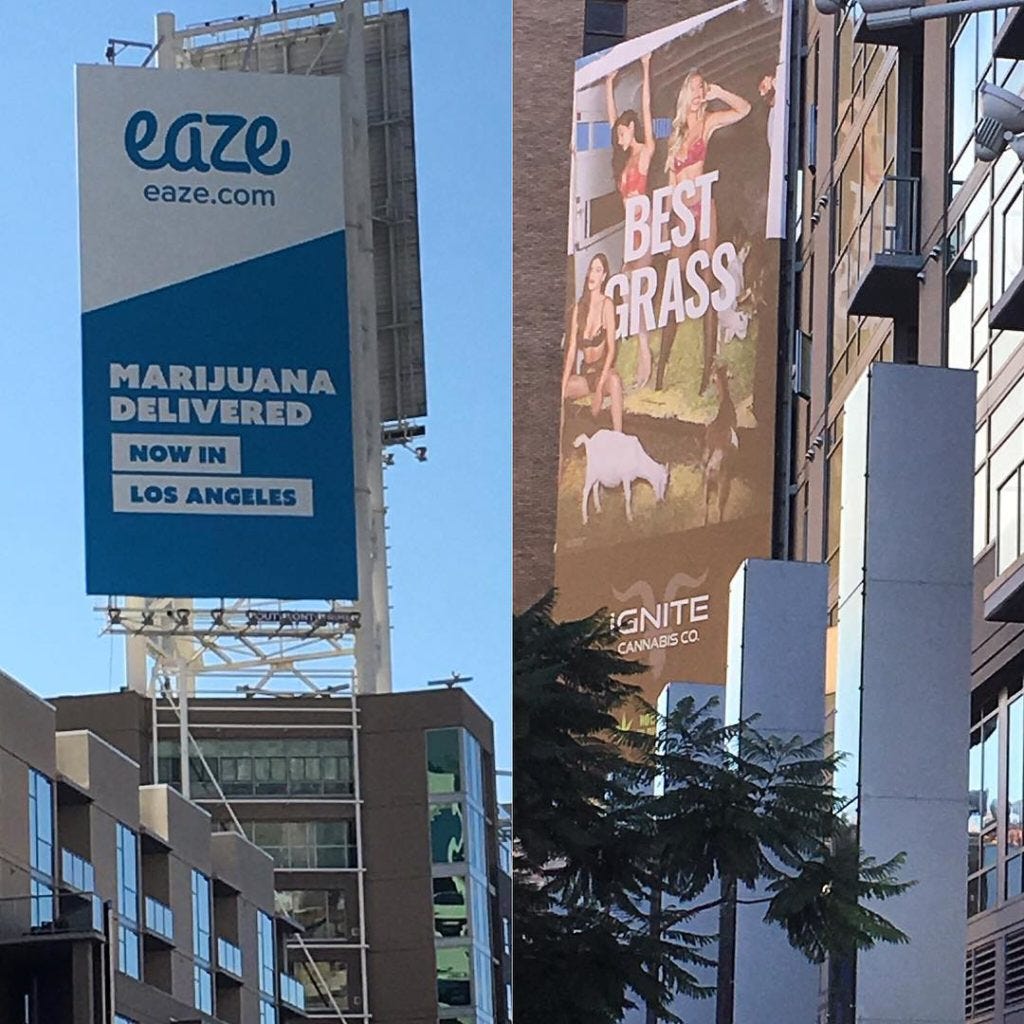 eaze
eaze.com
MARIJUANA
DELIVERED
NOW IN
LOS ANGELES
BEST
GRASS
IGNITE
CANNABIS CO.